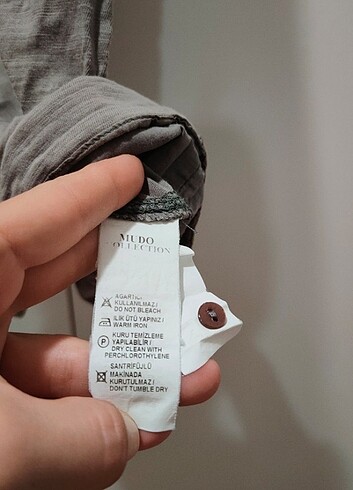 MUDO
COLLECTION
AĞARTICI
KULLANILMAZ /
DO NOT BLEACH
ILIK ÜTÜ YAPINIZ /
WARM IRON
P
KURU TEMİZLEME
YAPILABİLİR /
DRY CLEAN WITH
PERCHLOROTHYLENE
SANTRİFÜJLÜ
MAKİNADA
KURUTULMAZ /
DON'T TUMBLE DRY